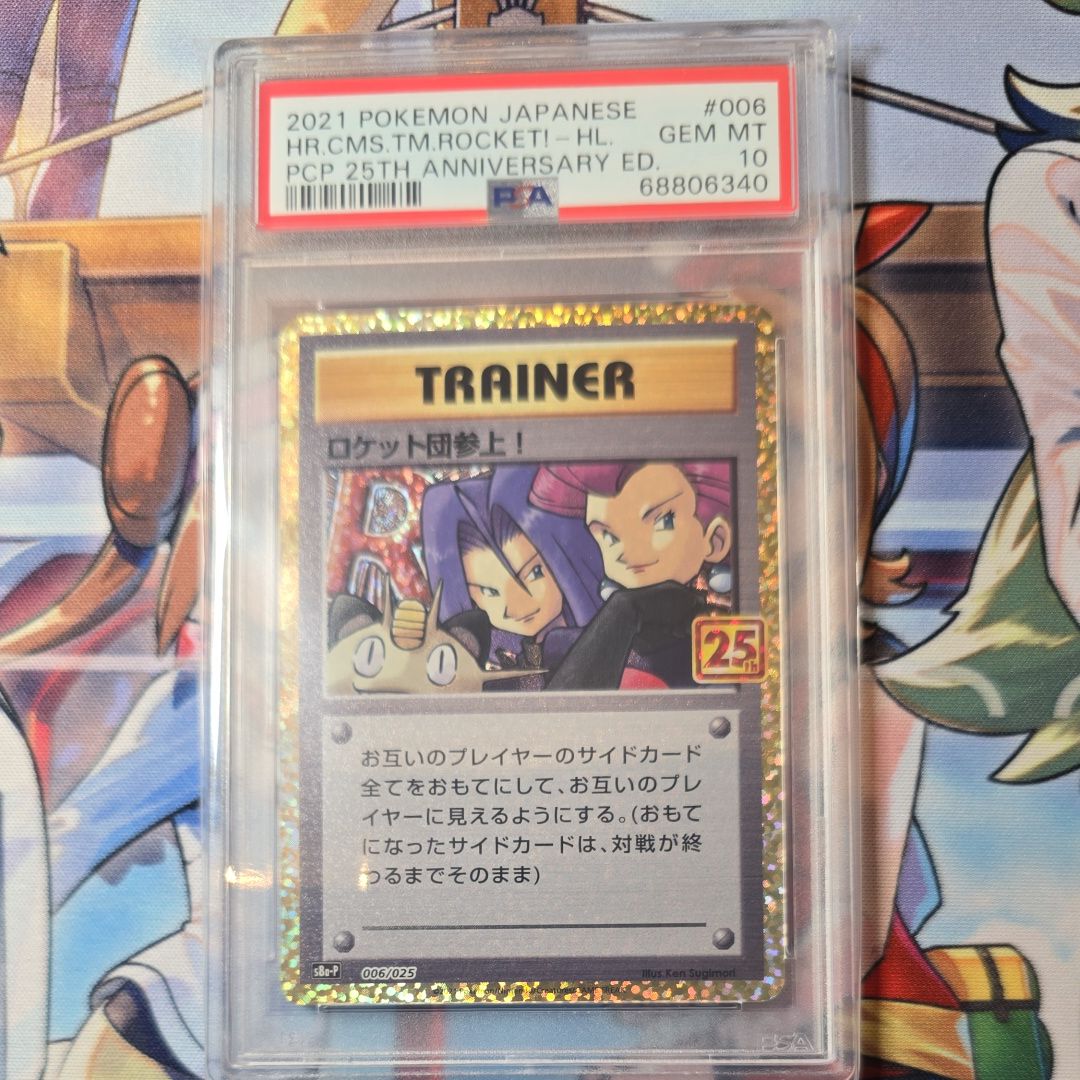 2021 POKEMON JAPANESE #006
HR.CMS.TM.ROCKET!-HL. GEM MT
PCP 25TH ANNIVERSARY ED. 10
PSA 68806340
TRAINER
ロケット団参上!
25th
お互いのプレイヤーのサイドカード
全てをおもてにして、お互いのプレ
イヤーに見えるようにする。(おもて
になったサイドカードは、対戦が終
わるまでそのまま)
s8a-P 006/025 Illus.Ken Sugimori
PSA